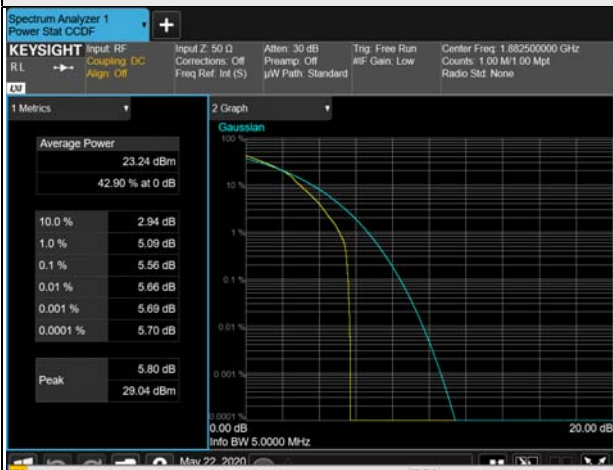 Spectrum Analyzer 1
Power Stat CCDF
KEYSIGHT
RL
LXI
Input: RF
Coupling: DC
Align: Off
Input Z: 50 Ω
Corrections: Off
Freq Ref: Int (S)
Atten: 30 dB
Preamp: Off
µW Path: Standard
Trig: Free Run
#IF Gain: Low
Center Freq: 1.882500000 GHz
Counts: 1.00 M/1.00 Mpt
Radio Std: None
1 Metrics
Average Power
23.24 dBm
42.90 % at 0 dB
10.0 % 2.94 dB
1.0 % 5.09 dB
0.1 % 5.56 dB
0.01 % 5.66 dB
0.001 % 5.69 dB
0.0001 % 5.70 dB
Peak
5.80 dB
29.04 dBm
2 Graph
Gaussian
100 %
10 %
1 %
0.1 %
0.01 %
0.001 %
0.0001 %
0.00 dB
20.00 dB
Info BW 5.0000 MHz
May 22, 2020